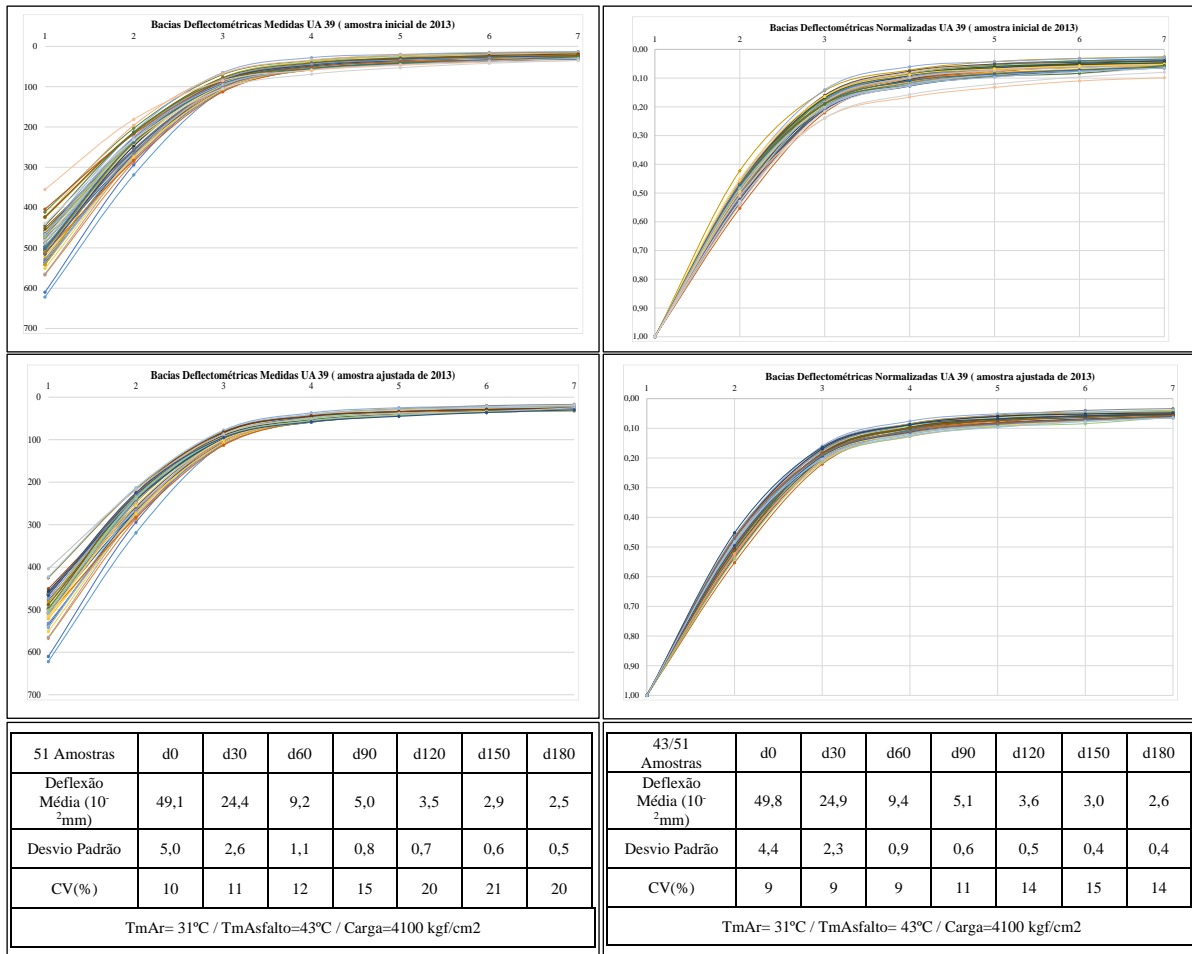 Bacias Deflectométricas Medidas UA 39 ( amostra inicial de 2013)
1 2 3 4 5 6 7
0
100
200
300
400
500
600
700
Bacias Deflectométricas Normalizadas UA 39 ( amostra inicial de 2013)
1 2 3 4 5 6 7
0,00
0,10
0,20
0,30
0,40
0,50
0,60
0,70
0,80
0,90
1,00
Bacias Deflectométricas Medidas UA 39 ( amostra ajustada de 2013)
1 2 3 4 5 6 7
0
100
200
300
400
500
600
700
Bacias Deflectométricas Normalizadas UA 39 ( amostra ajustada de 2013)
1 2 3 4 5 6 7
0,00
0,10
0,20
0,30
0,40
0,50
0,60
0,70
0,80
0,90
1,00
51 Amostras d0 d30 d60 d90 d120 d150 d180
Deflexão
Média (10-
2mm) 49,1 24,4 9,2 5,0 3,5 2,9 2,5
Desvio Padrão 5,0 2,6 1,1 0,8 0,7 0,6 0,5
CV(%) 10 11 12 15 20 21 20
TmAr= 31ºC / TmAsfalto=43ºC / Carga=4100 kgf/cm2
43/51
Amostras d0 d30 d60 d90 d120 d150 d180
Deflexão
Média (10-
2mm) 49,8 24,9 9,4 5,1 3,6 3,0 2,6
Desvio Padrão 4,4 2,3 0,9 0,6 0,5 0,4 0,4
CV(%) 9 9 9 11 14 15 14
TmAr= 31ºC / TmAsfalto= 43ºC / Carga=4100 kgf/cm2